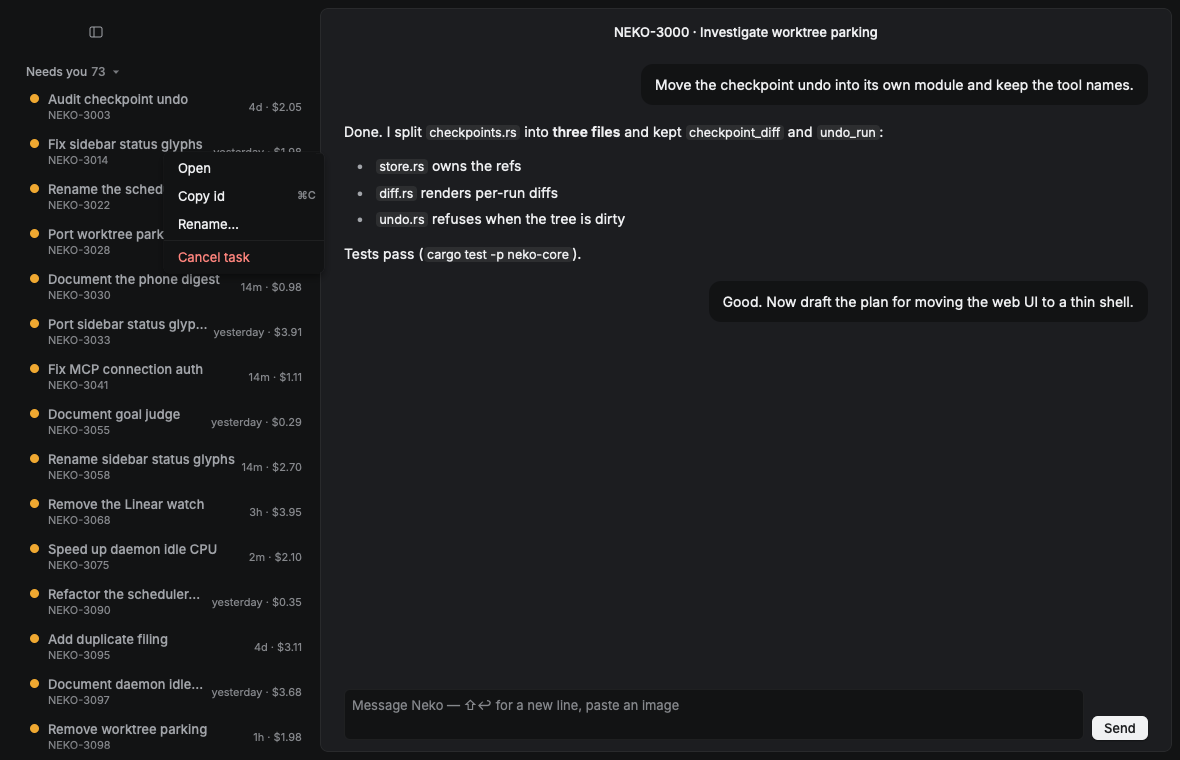 NEKO-3000 · Investigate worktree parking
Needs you 73
Audit checkpoint undo
4d · $2.05
NEKO-3003
Fix sidebar status glyphs
yesterday · $1.98
NEKO-3014
Rename the sched
NEKO-3022
Port worktree park
NEKO-3028
Document the phone digest
14m · $0.98
NEKO-3030
Port sidebar status glyp...
yesterday · $3.91
NEKO-3033
Fix MCP connection auth
14m · $1.11
NEKO-3041
Document goal judge
yesterday · $0.29
NEKO-3055
Rename sidebar status glyphs
14m · $2.70
NEKO-3058
Remove the Linear watch
3h · $3.95
NEKO-3068
Speed up daemon idle CPU
2m · $2.10
NEKO-3075
Refactor the scheduler...
yesterday · $0.35
NEKO-3090
Add duplicate filing
4d · $3.11
NEKO-3095
Document daemon idle...
yesterday · $3.68
NEKO-3097
Remove worktree parking
1h · $1.98
NEKO-3098
Open
Copy id ⌘C
Rename...
Cancel task
Move the checkpoint undo into its own module and keep the tool names.
Done. I split checkpoints.rs into three files and kept checkpoint_diff and undo_run:
• store.rs owns the refs
• diff.rs renders per-run diffs
• undo.rs refuses when the tree is dirty
Tests pass (cargo test -p neko-core).
Good. Now draft the plan for moving the web UI to a thin shell.
Message Neko — ⇧↩ for a new line, paste an image
Send